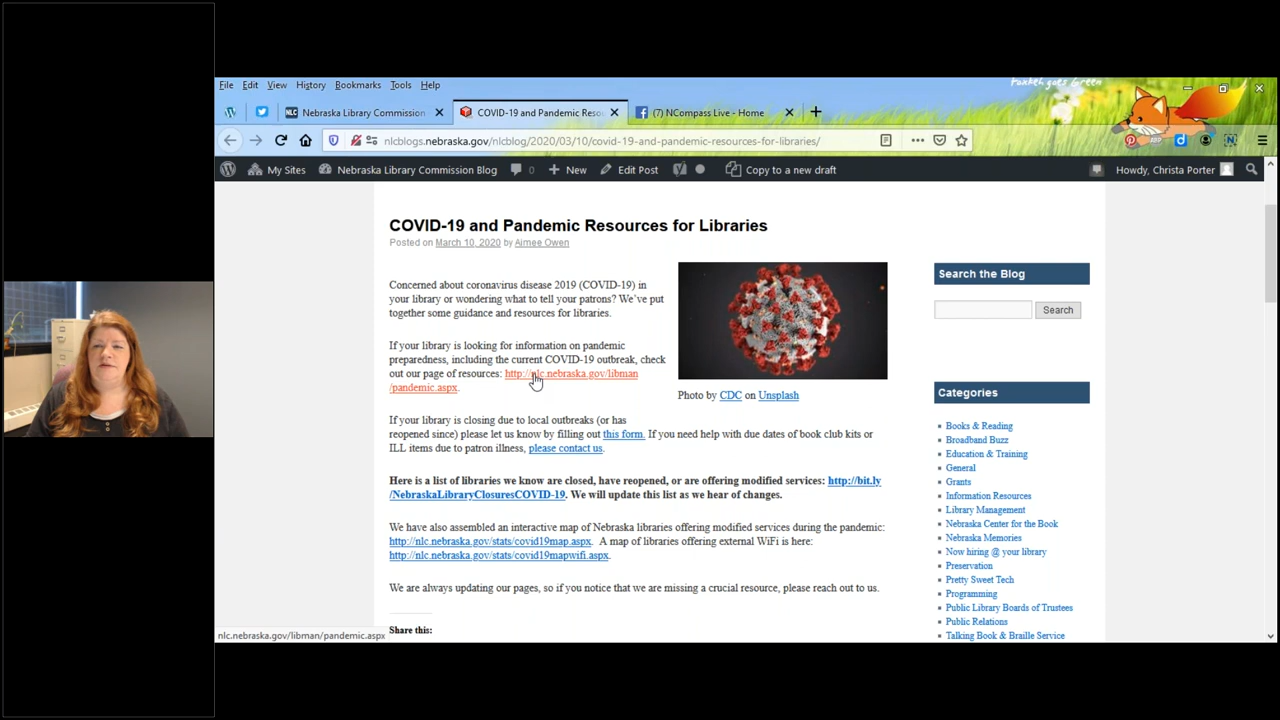 Foxkeh goes Green
File Edit View History Bookmarks Tools Help
Nebraska Library Commission
COVID-19 and Pandemic Reso
(7) NCompass Live - Home
nlcblogs.nebraska.gov/nlcblog/2020/03/10/covid-19-and-pandemic-resources-for-libraries/
My Sites Nebraska Library Commission Blog 0 New Edit Post Copy to a new draft Howdy, Christa Porter
COVID-19 and Pandemic Resources for Libraries
Posted on March 10, 2020 by Aimee Owen
Concerned about coronavirus disease 2019 (COVID-19) in
your library or wondering what to tell your patrons? We've put
together some guidance and resources for libraries.
If your library is looking for information on pandemic
preparedness, including the current COVID-19 outbreak, check
out our page of resources: http://nlc.nebraska.gov/libman
/pandemic.aspx.
Photo by CDC on Unsplash
If your library is closing due to local outbreaks (or has
reopened since) please let us know by filling out this form. If you need help with due dates of book club kits or
ILL items due to patron illness, please contact us.
Here is a list of libraries we know are closed, have reopened, or are offering modified services: http://bit.ly
/NebraskaLibraryClosuresCOVID-19. We will update this list as we hear of changes.
We have also assembled an interactive map of Nebraska libraries offering modified services during the pandemic:
http://nlc.nebraska.gov/stats/covid19map.aspx. A map of libraries offering external WiFi is here:
http://nlc.nebraska.gov/stats/covid19mapwifi.aspx.
We are always updating our pages, so if you notice that we are missing a crucial resource, please reach out to us.
Share this:
Search the Blog
Search
Categories
Books & Reading
Broadband Buzz
Education & Training
General
Grants
Information Resources
Library Management
Nebraska Center for the Book
Nebraska Memories
Now hiring @ your library
Preservation
Pretty Sweet Tech
Programming
Public Library Boards of Trustees
Public Relations
Talking Book & Braille Service
nlc.nebraska.gov/libman/pandemic.aspx